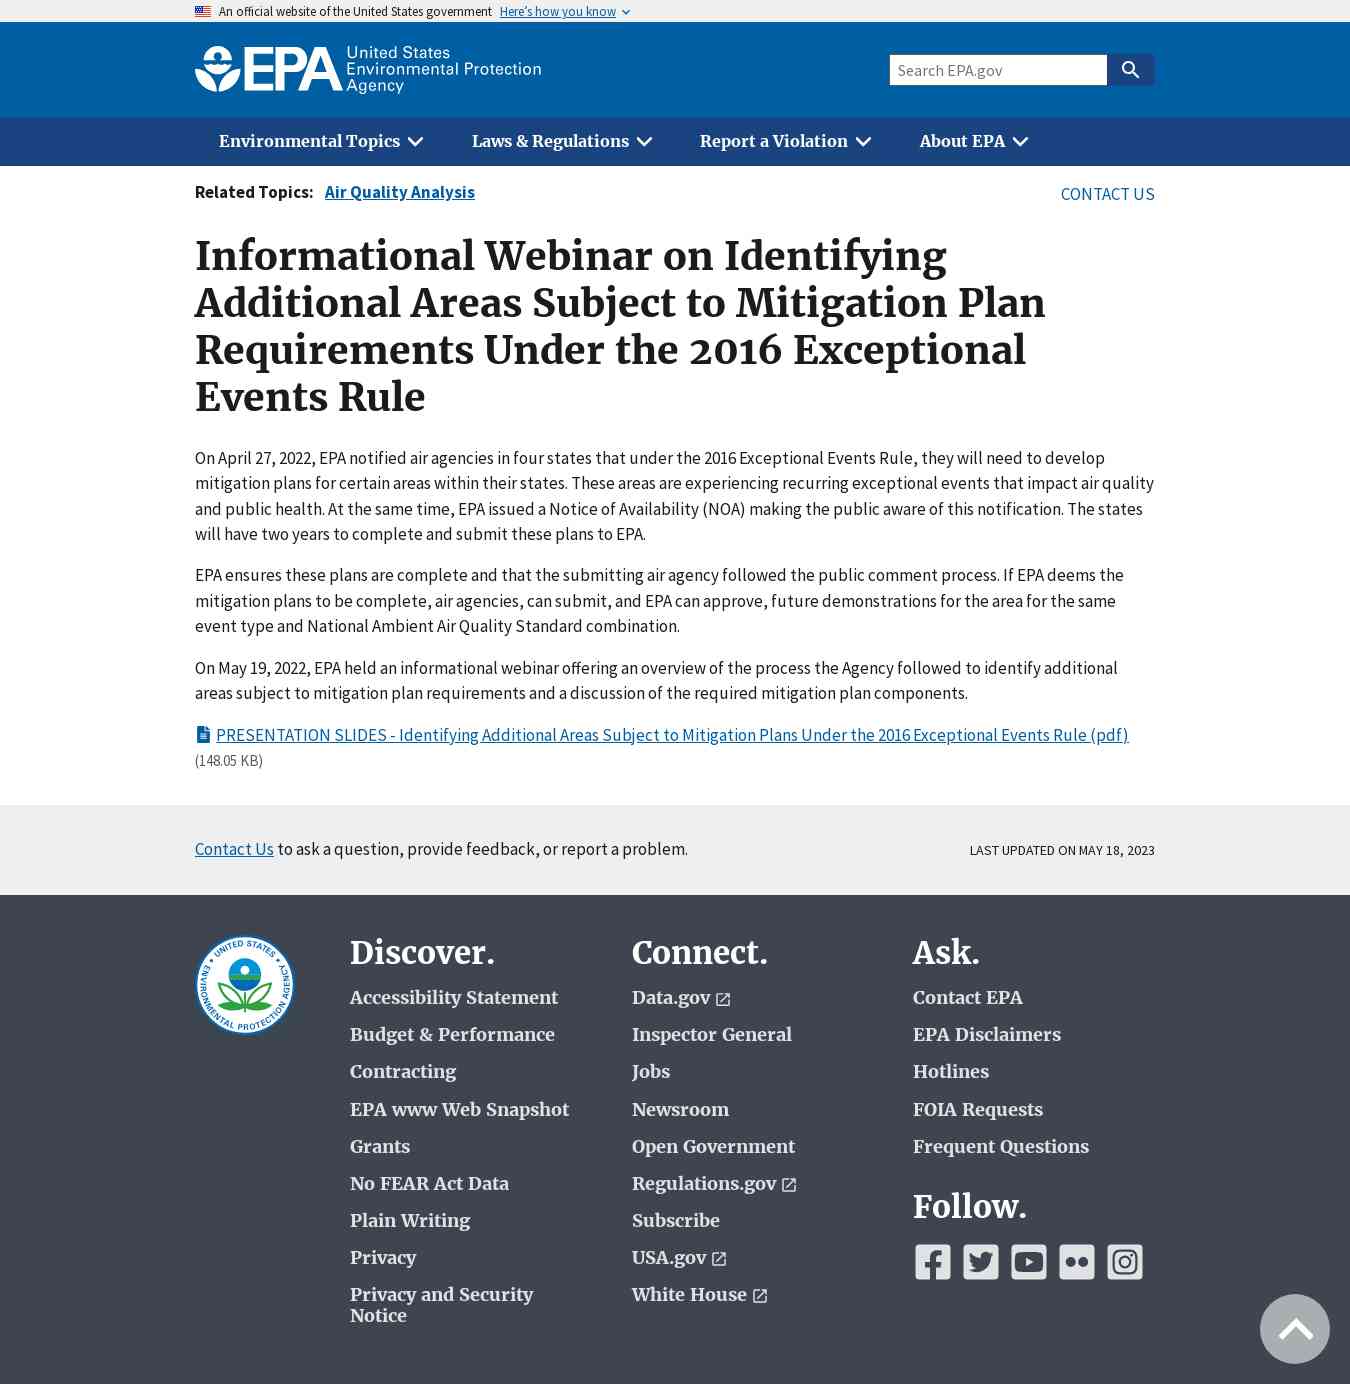 An official website of the United States government Here's how you know
EPA United States
Environmental Protection
Agency
Search EPA.gov
Environmental Topics Laws & Regulations Report a Violation About EPA
Related Topics: Air Quality Analysis
CONTACT US
Informational Webinar on Identifying
Additional Areas Subject to Mitigation Plan
Requirements Under the 2016 Exceptional
Events Rule
On April 27, 2022, EPA notified air agencies in four states that under the 2016 Exceptional Events Rule, they will need to develop
mitigation plans for certain areas within their states. These areas are experiencing recurring exceptional events that impact air quality
and public health. At the same time, EPA issued a Notice of Availability (NOA) making the public aware of this notification. The states
will have two years to complete and submit these plans to EPA.
EPA ensures these plans are complete and that the submitting air agency followed the public comment process. If EPA deems the
mitigation plans to be complete, air agencies, can submit, and EPA can approve, future demonstrations for the area for the same
event type and National Ambient Air Quality Standard combination.
On May 19, 2022, EPA held an informational webinar offering an overview of the process the Agency followed to identify additional
areas subject to mitigation plan requirements and a discussion of the required mitigation plan components.
PRESENTATION SLIDES - Identifying Additional Areas Subject to Mitigation Plans Under the 2016 Exceptional Events Rule (pdf)
(148.05 KB)
Contact Us to ask a question, provide feedback, or report a problem.
LAST UPDATED ON MAY 18, 2023
UNITED STATES
ENVIRONMENTAL PROTECTION AGENCY
Discover.
Accessibility Statement
Budget & Performance
Contracting
EPA www Web Snapshot
Grants
No FEAR Act Data
Plain Writing
Privacy
Privacy and Security
Notice
Connect.
Data.gov
Inspector General
Jobs
Newsroom
Open Government
Regulations.gov
Subscribe
USA.gov
White House
Ask.
Contact EPA
EPA Disclaimers
Hotlines
FOIA Requests
Frequent Questions
Follow.